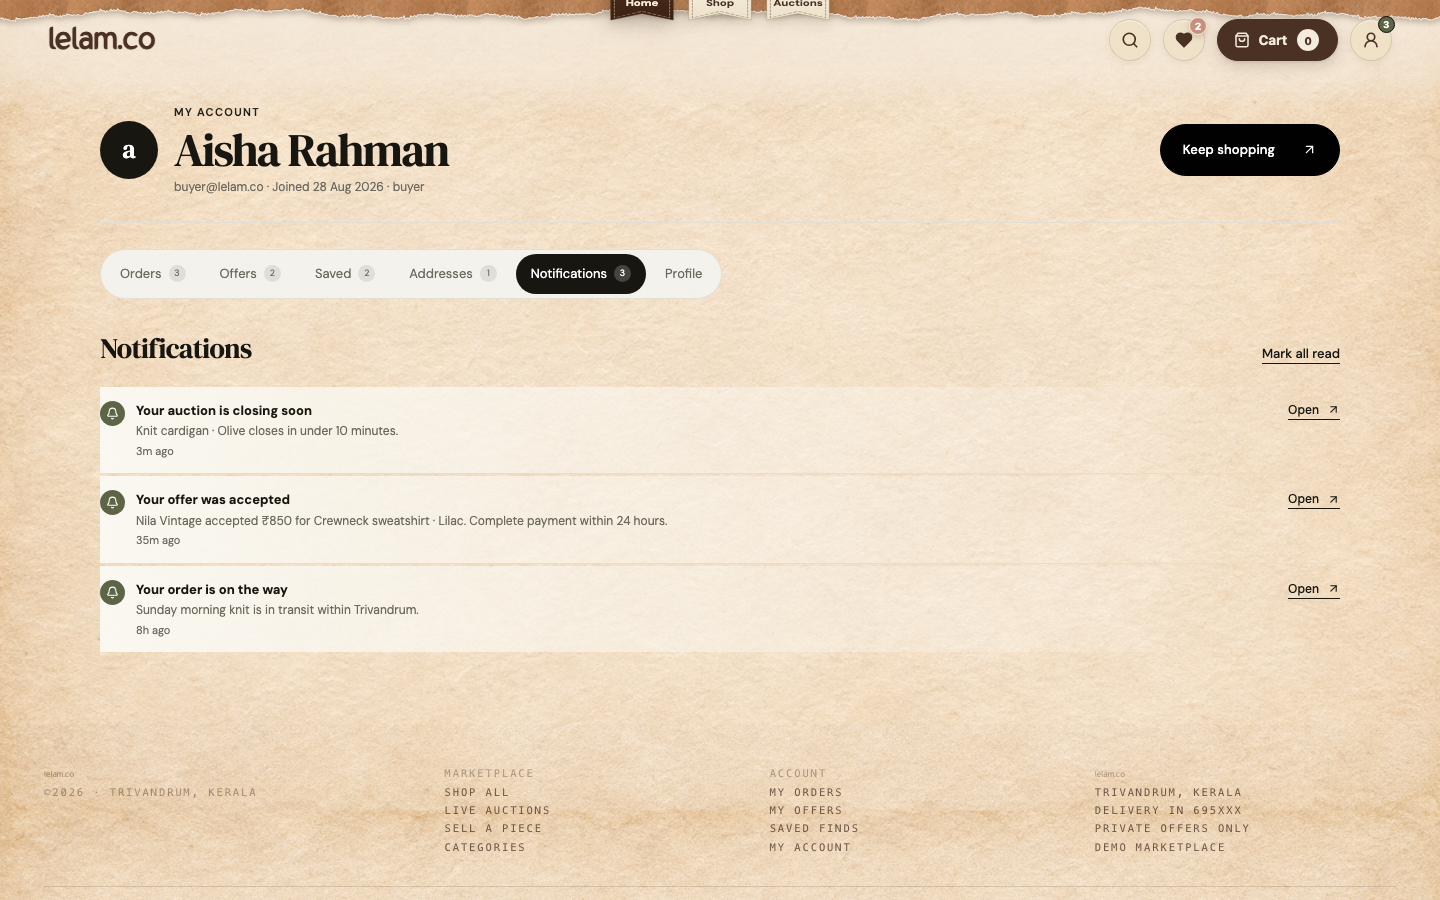 Home
Shop
Auctions
lelam.co
2
Cart 0
3
MY ACCOUNT
a
Aisha Rahman
buyer@lelam.co · Joined 28 Aug 2026 · buyer
Keep shopping
Orders 3
Offers 2
Saved 2
Addresses 1
Notifications 3
Profile
Notifications
Mark all read
Your auction is closing soon
Knit cardigan · Olive closes in under 10 minutes.
3m ago
Open
Your offer was accepted
Nila Vintage accepted ₹850 for Crewneck sweatshirt · Lilac. Complete payment within 24 hours.
35m ago
Open
Your order is on the way
Sunday morning knit is in transit within Trivandrum.
8h ago
Open
lelam.co
©2026 · TRIVANDRUM, KERALA
MARKETPLACE
SHOP ALL
LIVE AUCTIONS
SELL A PIECE
CATEGORIES
ACCOUNT
MY ORDERS
MY OFFERS
SAVED FINDS
MY ACCOUNT
lelam.co
TRIVANDRUM, KERALA
DELIVERY IN 695XXX
PRIVATE OFFERS ONLY
DEMO MARKETPLACE